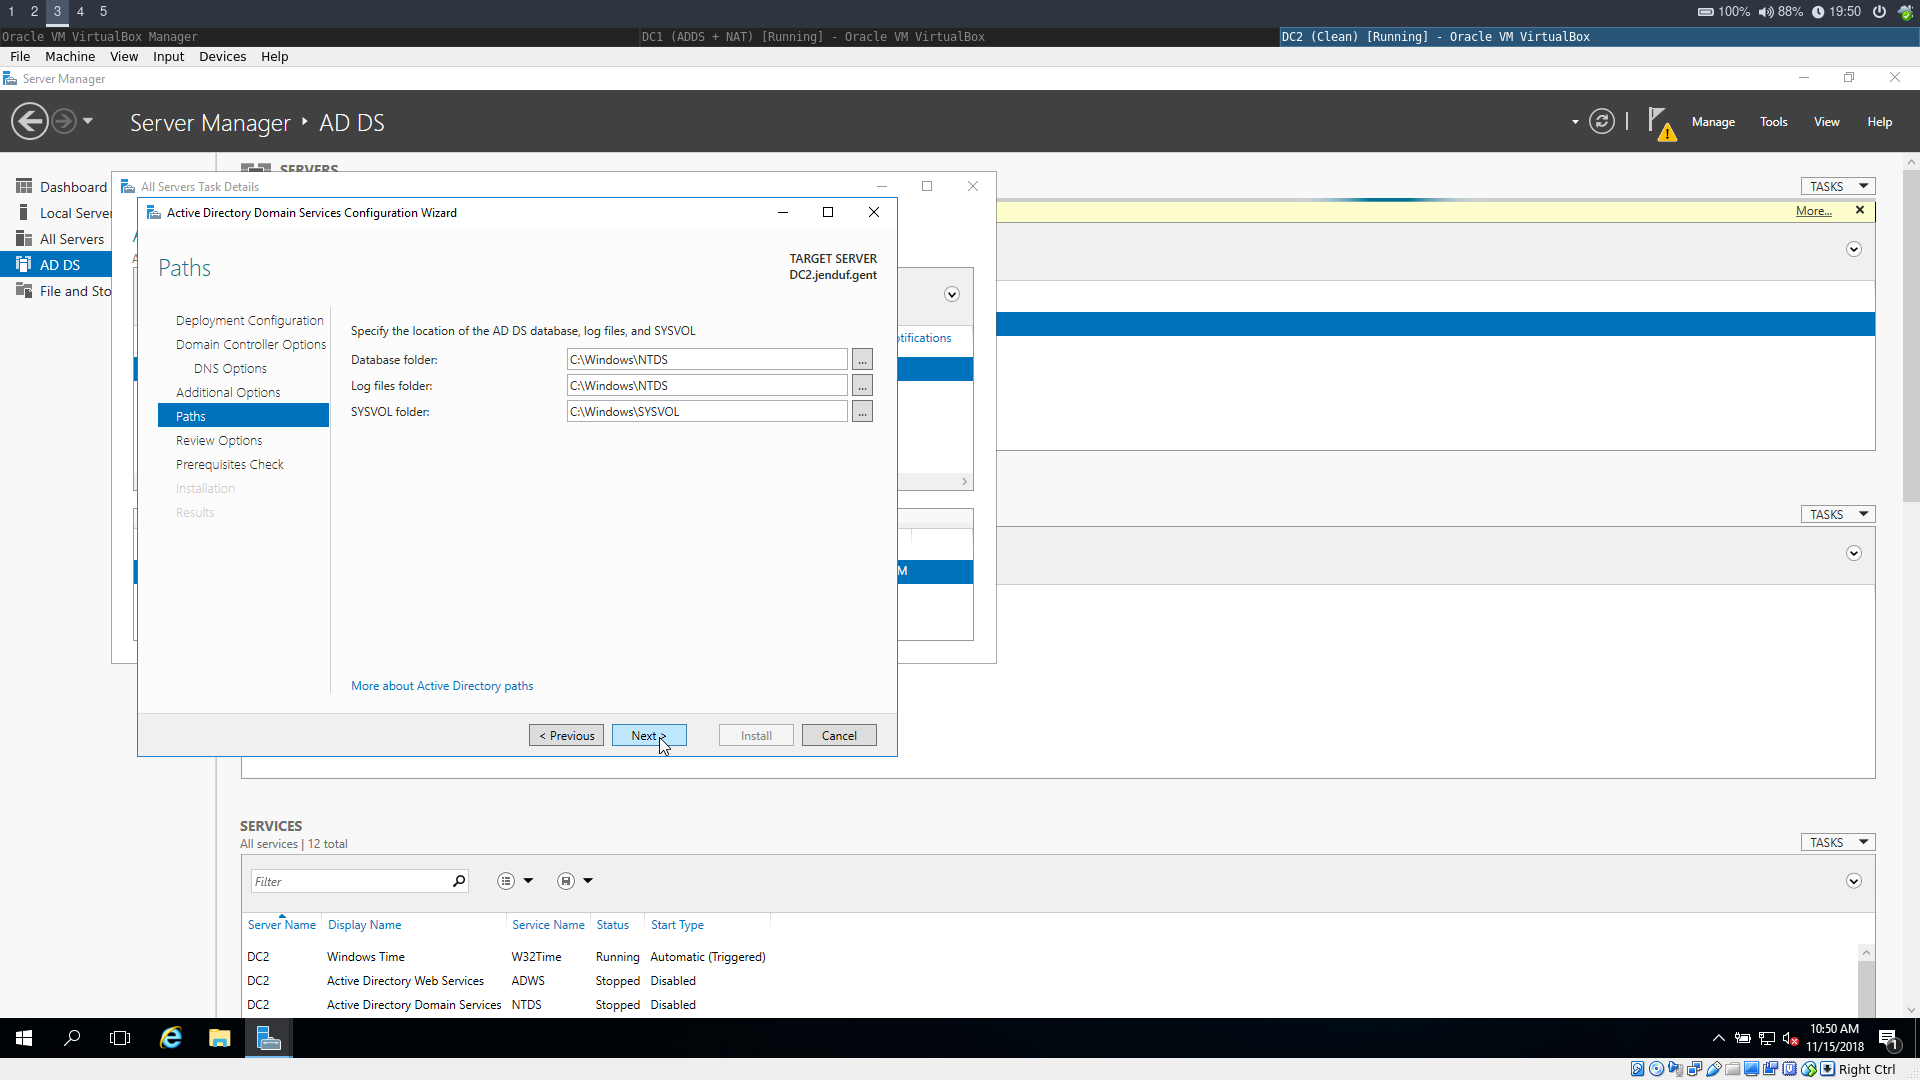 1 2 3 4 5
100% 88% 19:50
Oracle VM VirtualBox Manager
DC1 (ADDS + NAT) [Running] - Oracle VM VirtualBox
DC2 (Clean) [Running] - Oracle VM VirtualBox
File Machine View Input Devices Help
Server Manager
Server Manager AD DS
Manage Tools View Help
Dashboard
Local Server
All Servers
AD DS
File and Sto
SERVERS
TASKS
More...
All Servers Task Details
otifications
M
Active Directory Domain Services Configuration Wizard
Paths
TARGET SERVER
DC2.jenduf.gent
Deployment Configuration
Domain Controller Options
DNS Options
Additional Options
Paths
Review Options
Prerequisites Check
Installation
Results
Specify the location of the AD DS database, log files, and SYSVOL
Database folder: C:\Windows\NTDS ...
Log files folder: C:\Windows\NTDS ...
SYSVOL folder: C:\Windows\SYSVOL ...
More about Active Directory paths
< Previous Next > Install Cancel
TASKS
SERVICES
All services | 12 total
TASKS
Filter
Server Name Display Name Service Name Status Start Type
DC2 Windows Time W32Time Running Automatic (Triggered)
DC2 Active Directory Web Services ADWS Stopped Disabled
DC2 Active Directory Domain Services NTDS Stopped Disabled
10:50 AM
11/15/2018
1
Right Ctrl